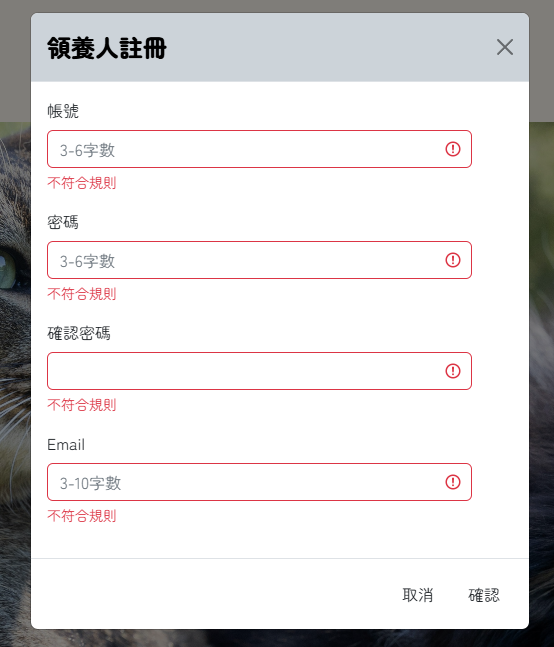 領養人註冊
帳號
3-6字數
不符合規則
密碼
3-6字數
不符合規則
確認密碼
不符合規則
Email
3-10字數
不符合規則
取消 確認